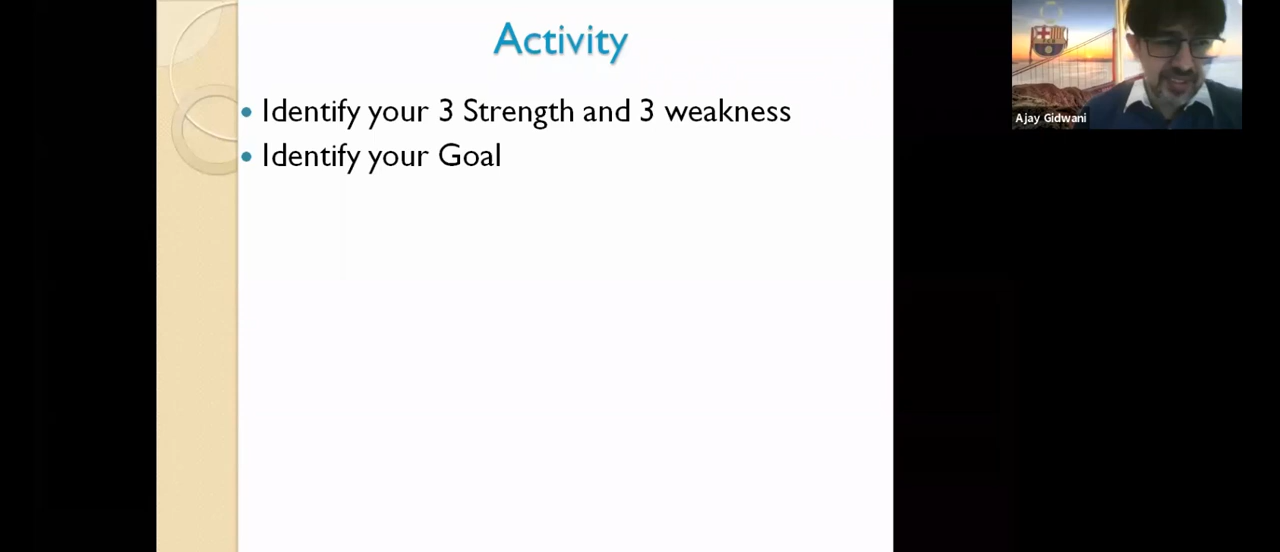 Activity
• Identify your 3 Strength and 3 weakness
• Identify your Goal
Ajay Gidwani